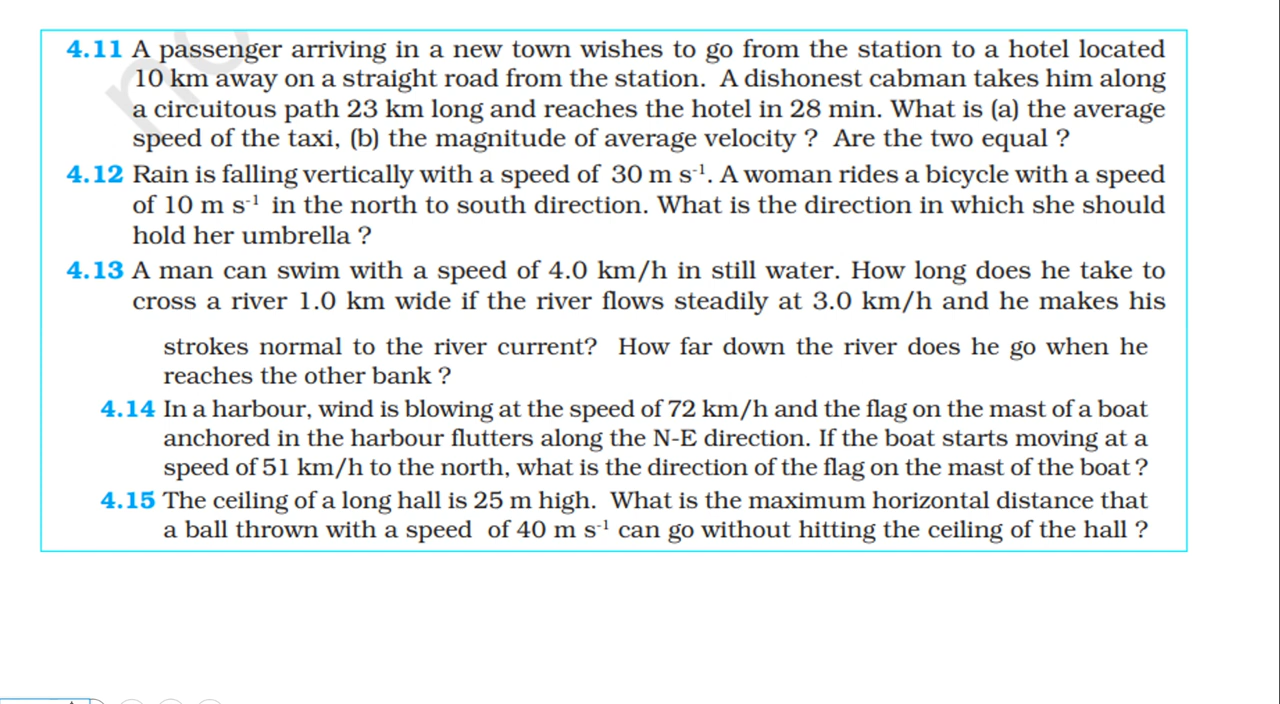 4.11 A passenger arriving in a new town wishes to go from the station to a hotel located
10 km away on a straight road from the station. A dishonest cabman takes him along
a circuitous path 23 km long and reaches the hotel in 28 min. What is (a) the average
speed of the taxi, (b) the magnitude of average velocity ? Are the two equal ?
4.12 Rain is falling vertically with a speed of 30 m s⁻¹. A woman rides a bicycle with a speed
of 10 m s⁻¹ in the north to south direction. What is the direction in which she should
hold her umbrella ?
4.13 A man can swim with a speed of 4.0 km/h in still water. How long does he take to
cross a river 1.0 km wide if the river flows steadily at 3.0 km/h and he makes his
strokes normal to the river current? How far down the river does he go when he
reaches the other bank ?
4.14 In a harbour, wind is blowing at the speed of 72 km/h and the flag on the mast of a boat
anchored in the harbour flutters along the N-E direction. If the boat starts moving at a
speed of 51 km/h to the north, what is the direction of the flag on the mast of the boat ?
4.15 The ceiling of a long hall is 25 m high. What is the maximum horizontal distance that
a ball thrown with a speed of 40 m s⁻¹ can go without hitting the ceiling of the hall ?